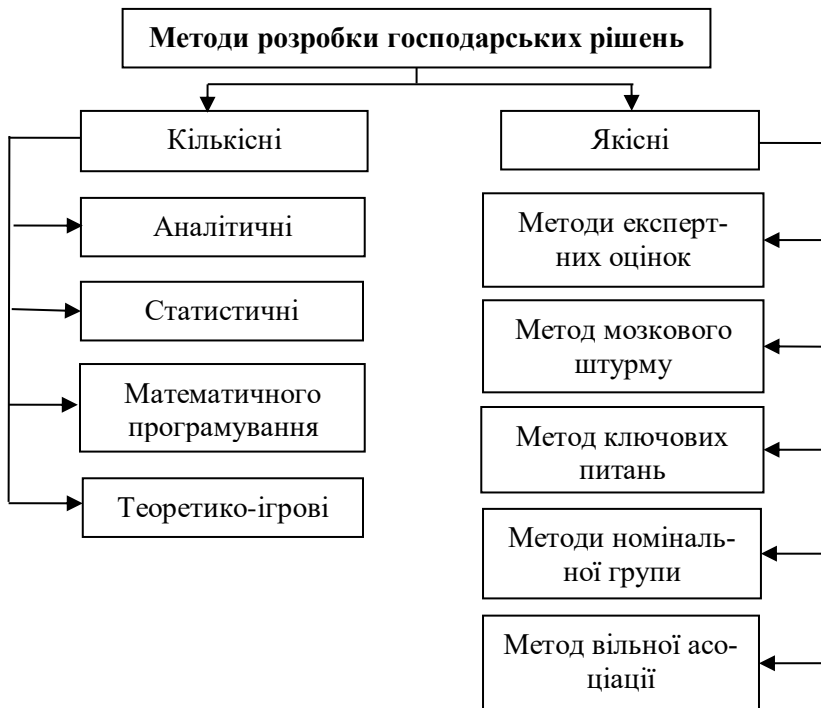 Методи розробки господарських рішень
Кількісні
Аналітичні
Статистичні
Математичного
програмування
Теоретико-ігрові
Якісні
Методи експерт-
них оцінок
Метод мозкового
штурму
Метод ключових
питань
Методи номіналь-
ної групи
Метод вільної асо-
ціації